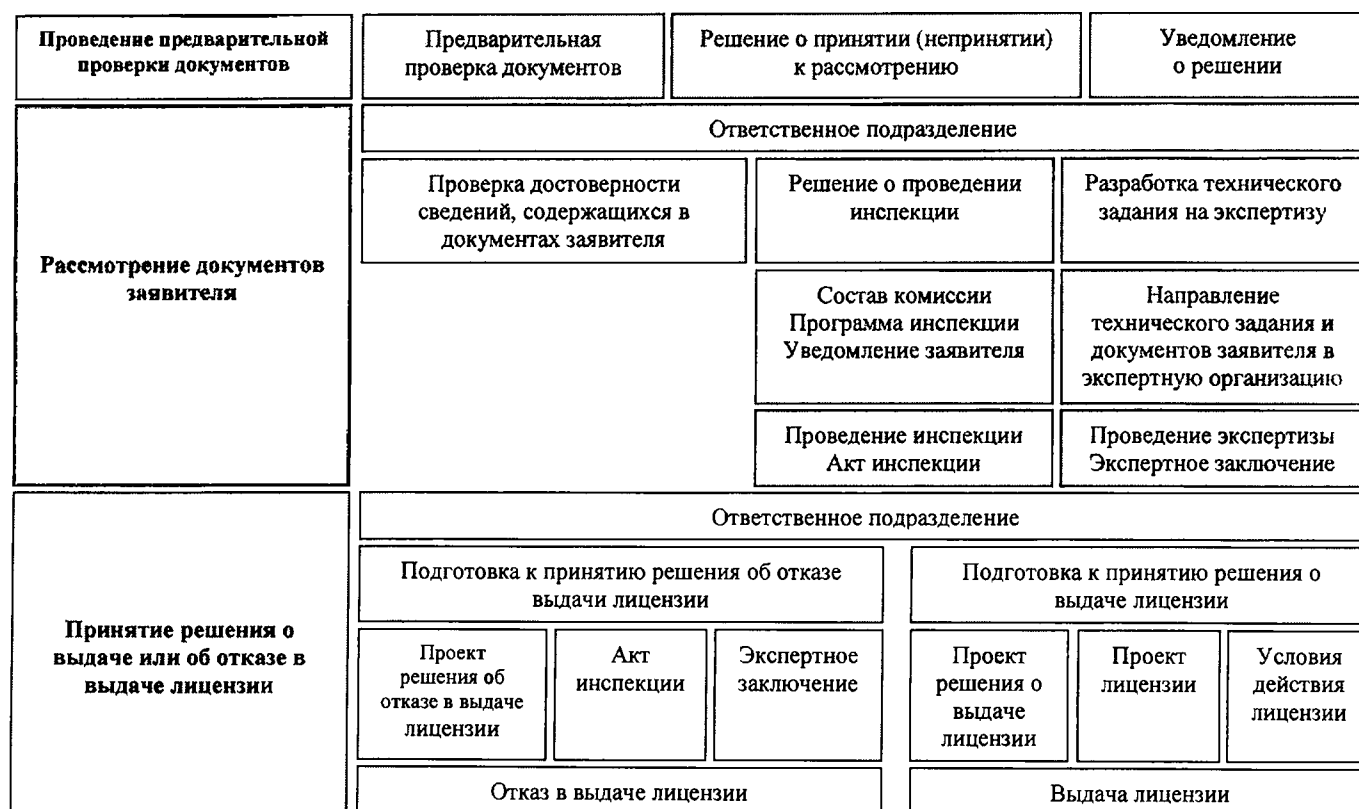 Проведение предварительной
проверки документов
Предварительная
проверка документов
Решение о принятии (непринятии)
к рассмотрению
Уведомление
о решении
Рассмотрение документов
заявителя
Ответственное подразделение
Проверка достоверности
сведений, содержащихся в
документах заявителя
Решение о проведении
инспекции
Разработка технического
задания на экспертизу
Состав комиссии
Программа инспекции
Уведомление заявителя
Направление
технического задания и
документов заявителя в
экспертную организацию
Проведение инспекции
Акт инспекции
Проведение экспертизы
Экспертное заключение
Принятие решения о
выдаче или об отказе в
выдаче лицензии
Ответственное подразделение
Подготовка к принятию решения об отказе
выдачи лицензии
Подготовка к принятию решения о
выдаче лицензии
Проект
решения об
отказе в выдаче
лицензии
Акт
инспекции
Экспертное
заключение
Проект
решения о
выдаче
лицензии
Проект
лицензии
Условия
действия
лицензии
Отказ в выдаче лицензии
Выдача лицензии